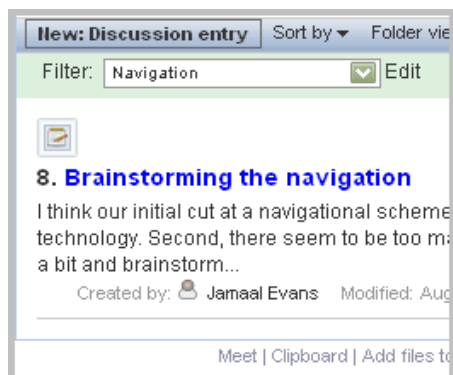 New: Discussion entry Sort by Folder vie
Filter: Navigation Edit
8. Brainstorming the navigation
I think our initial cut at a navigational scheme
technology. Second, there seem to be too ma
a bit and brainstorm...
Created by: Jamaal Evans Modified: Aug
Meet | Clipboard | Add files to